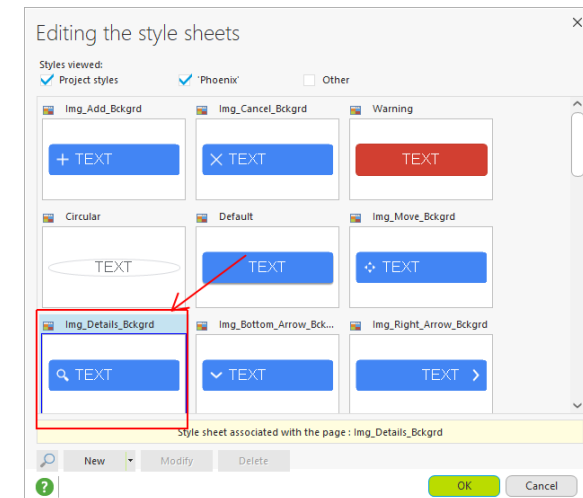 Editing the style sheets
Styles viewed:
Project styles 'Phoenix' Other
Img_Add_Bckgrd Img_Cancel_Bckgrd Warning
TEXT TEXT TEXT
Circular Default Img_Move_Bckgrd
TEXT TEXT TEXT
Img_Details_Bckgrd Img_Bottom_Arrow_Bck... Img_Right_Arrow_Bckgrd
TEXT TEXT TEXT
Style sheet associated with the page : Img_Details_Bckgrd
New Modify Delete
OK Cancel